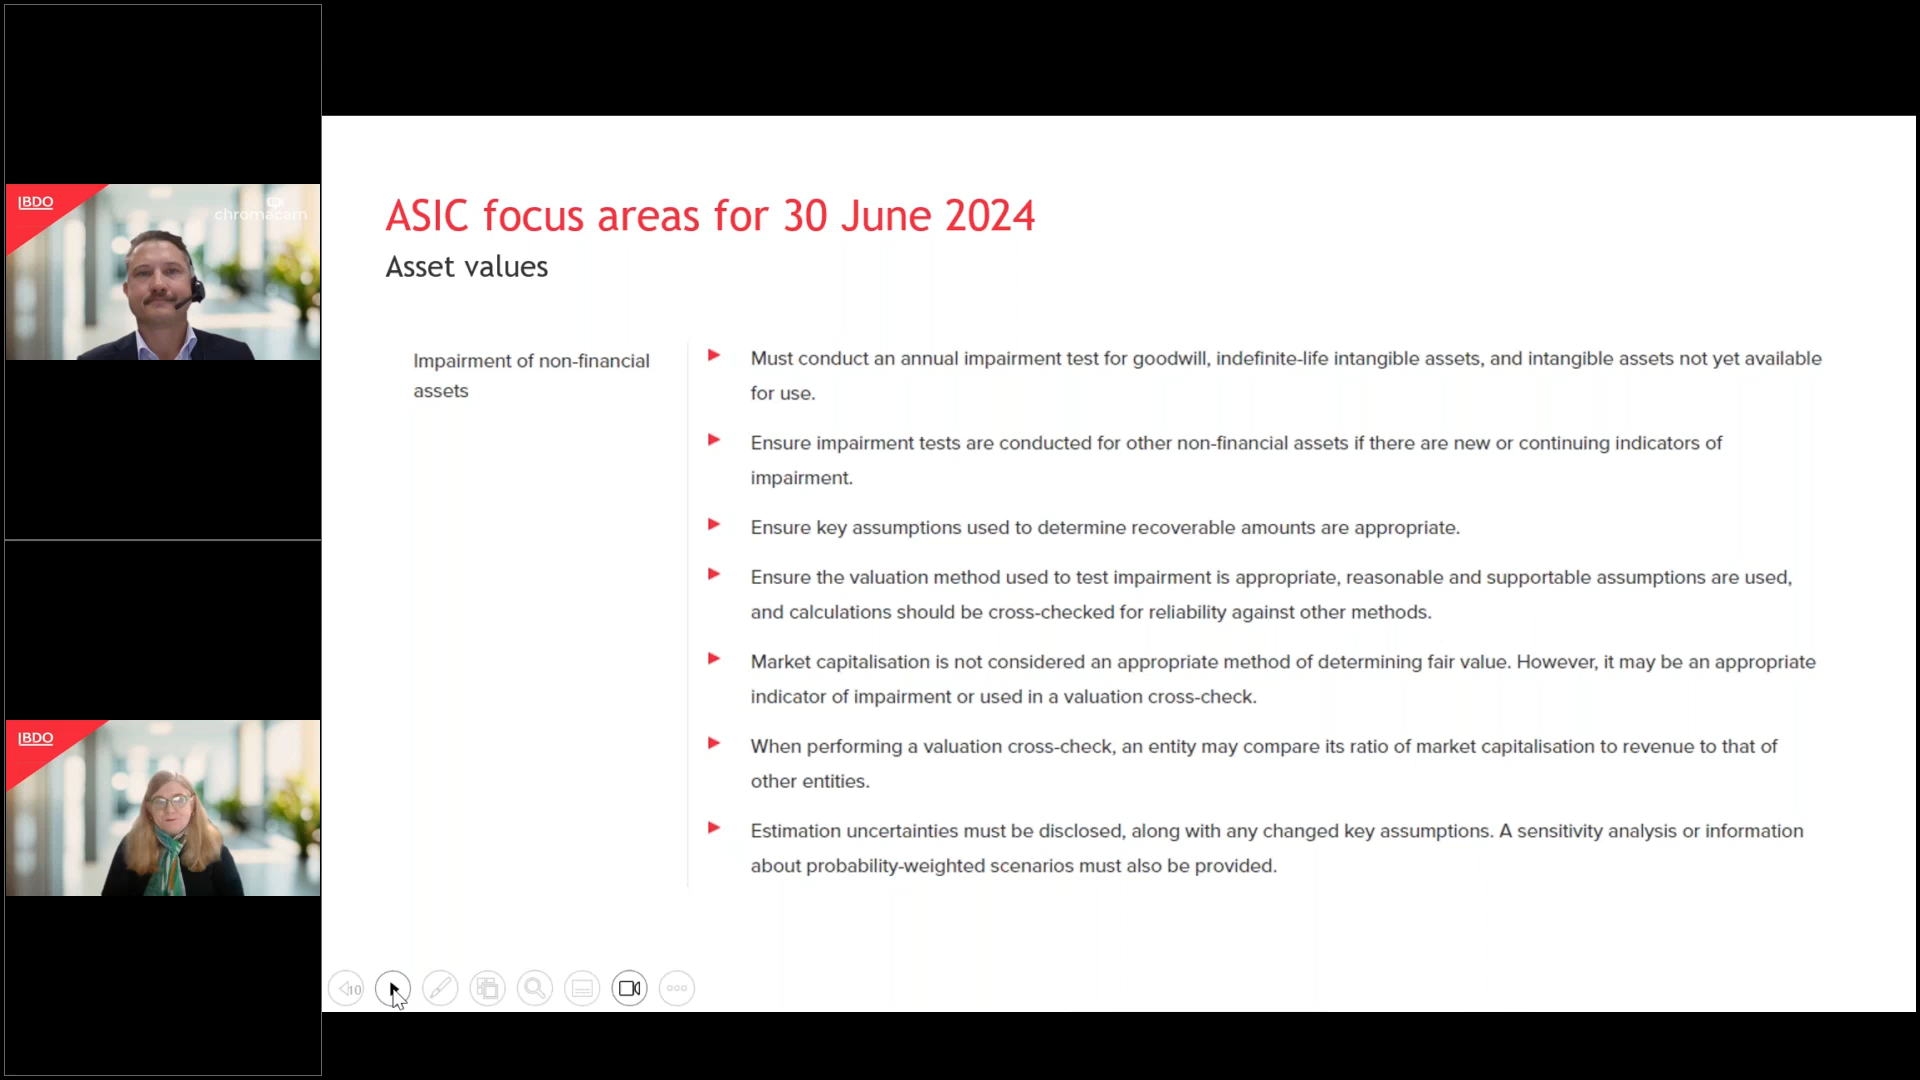 BDO
chromacam
BDO
ASIC focus areas for 30 June 2024
Asset values
Impairment of non-financial
assets
Must conduct an annual impairment test for goodwill, indefinite-life intangible assets, and intangible assets not yet available
for use.
Ensure impairment tests are conducted for other non-financial assets if there are new or continuing indicators of
impairment.
Ensure key assumptions used to determine recoverable amounts are appropriate.
Ensure the valuation method used to test impairment is appropriate, reasonable and supportable assumptions are used,
and calculations should be cross-checked for reliability against other methods.
Market capitalisation is not considered an appropriate method of determining fair value. However, it may be an appropriate
indicator of impairment or used in a valuation cross-check.
When performing a valuation cross-check, an entity may compare its ratio of market capitalisation to revenue to that of
other entities.
Estimation uncertainties must be disclosed, along with any changed key assumptions. A sensitivity analysis or information
about probability-weighted scenarios must also be provided.
10